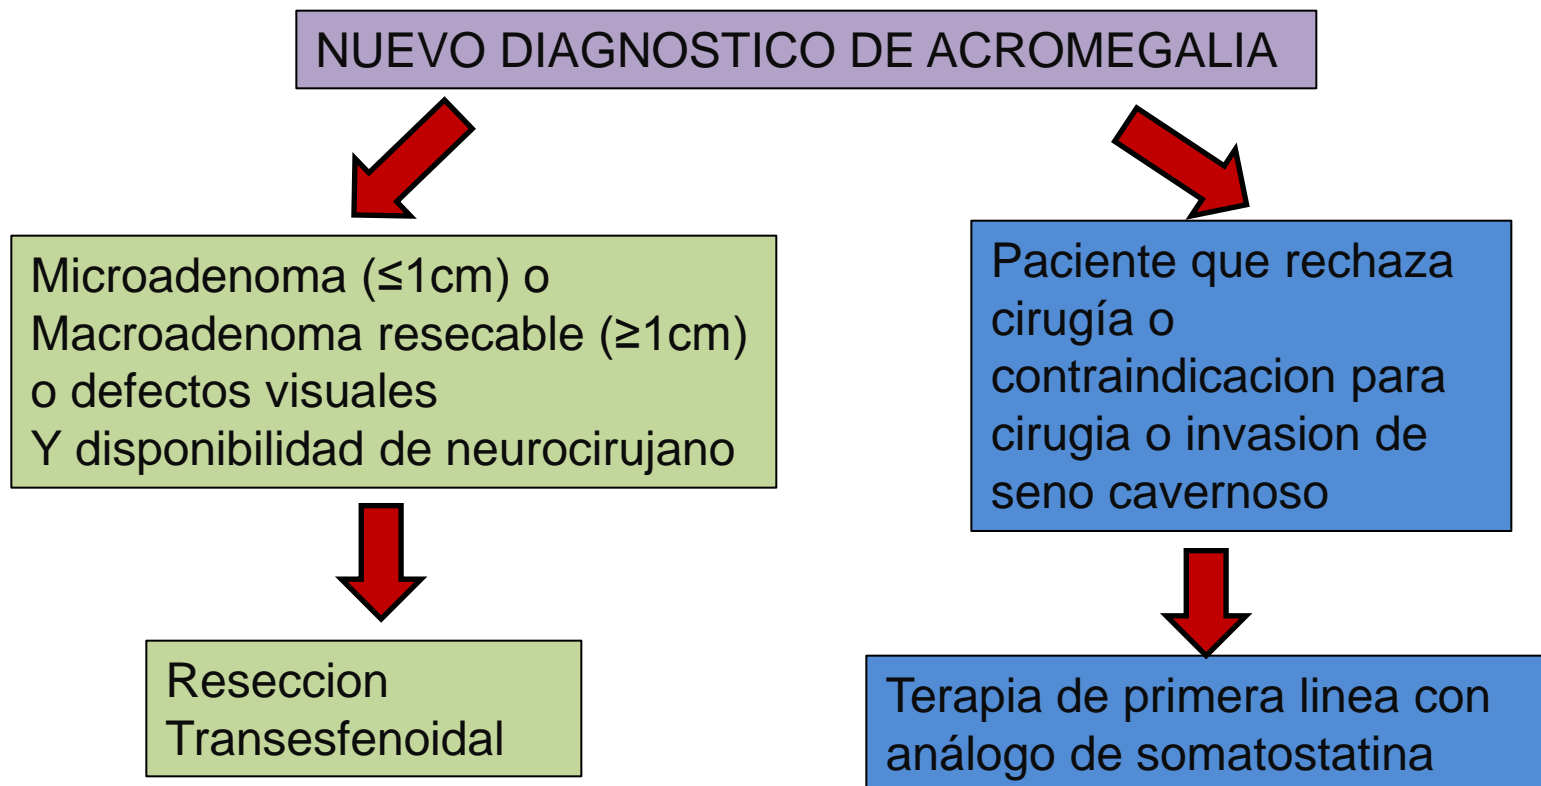 NUEVO DIAGNOSTICO DE ACROMEGALIA
Microadenoma (≤1cm) o
Macroadenoma resecable (≥1cm)
o defectos visuales
Y disponibilidad de neurocirujano
Paciente que rechaza
cirugía o
contraindicacion para
cirugia o invasion de
seno cavernoso
Reseccion
Transesfenoidal
Terapia de primera linea con
análogo de somatostatina